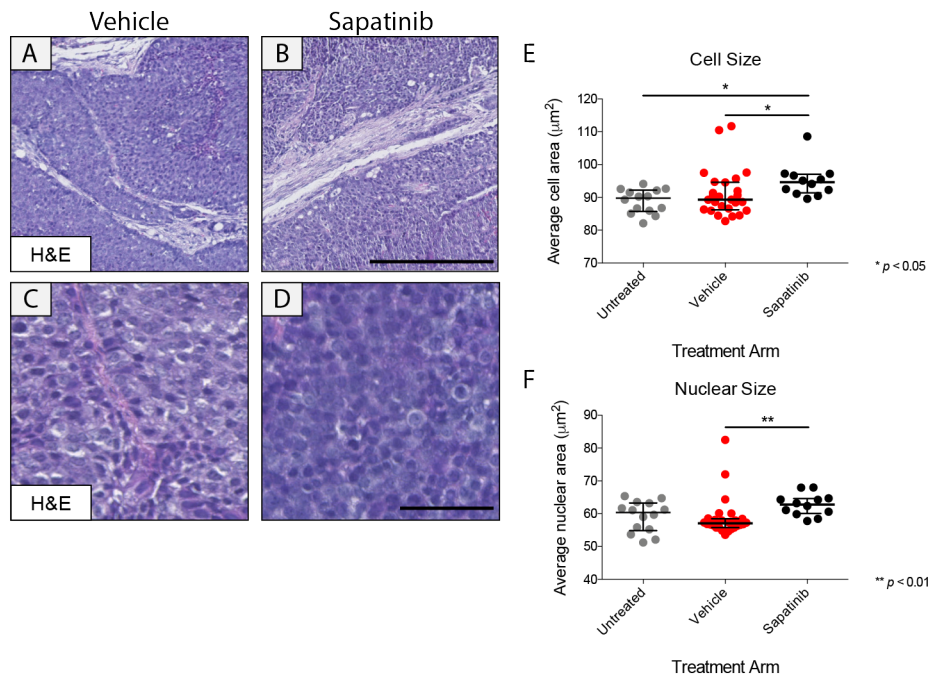 Vehicle
Sapatinib
A
B
H&E
C
D
H&E
E
Cell Size
*
*
120
110
100
90
80
70
Average cell area (μm²)
Untreated
Vehicle
Sapatinib
* p < 0.05
Treatment Arm
F
Nuclear Size
**
90
80
70
60
50
40
Average nuclear area (μm²)
Untreated
Vehicle
Sapatinib
** p < 0.01
Treatment Arm